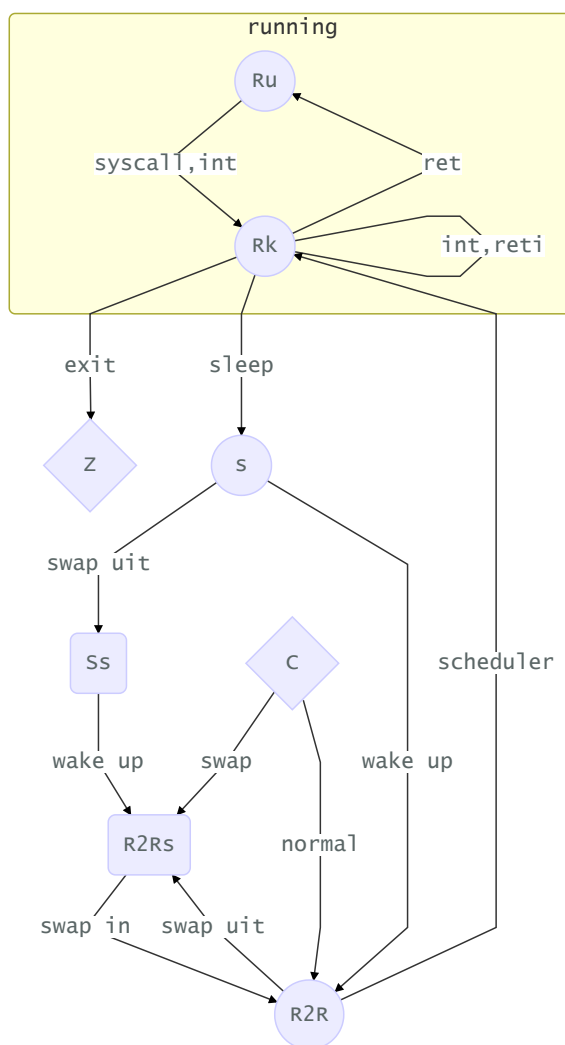 running
Ru
syscall,int
ret
Rk
int,reti
exit
sleep
Z
S
swap uit
Ss
C
scheduler
wake up
swap
wake up
R2Rs
normal
swap in
swap uit
R2R